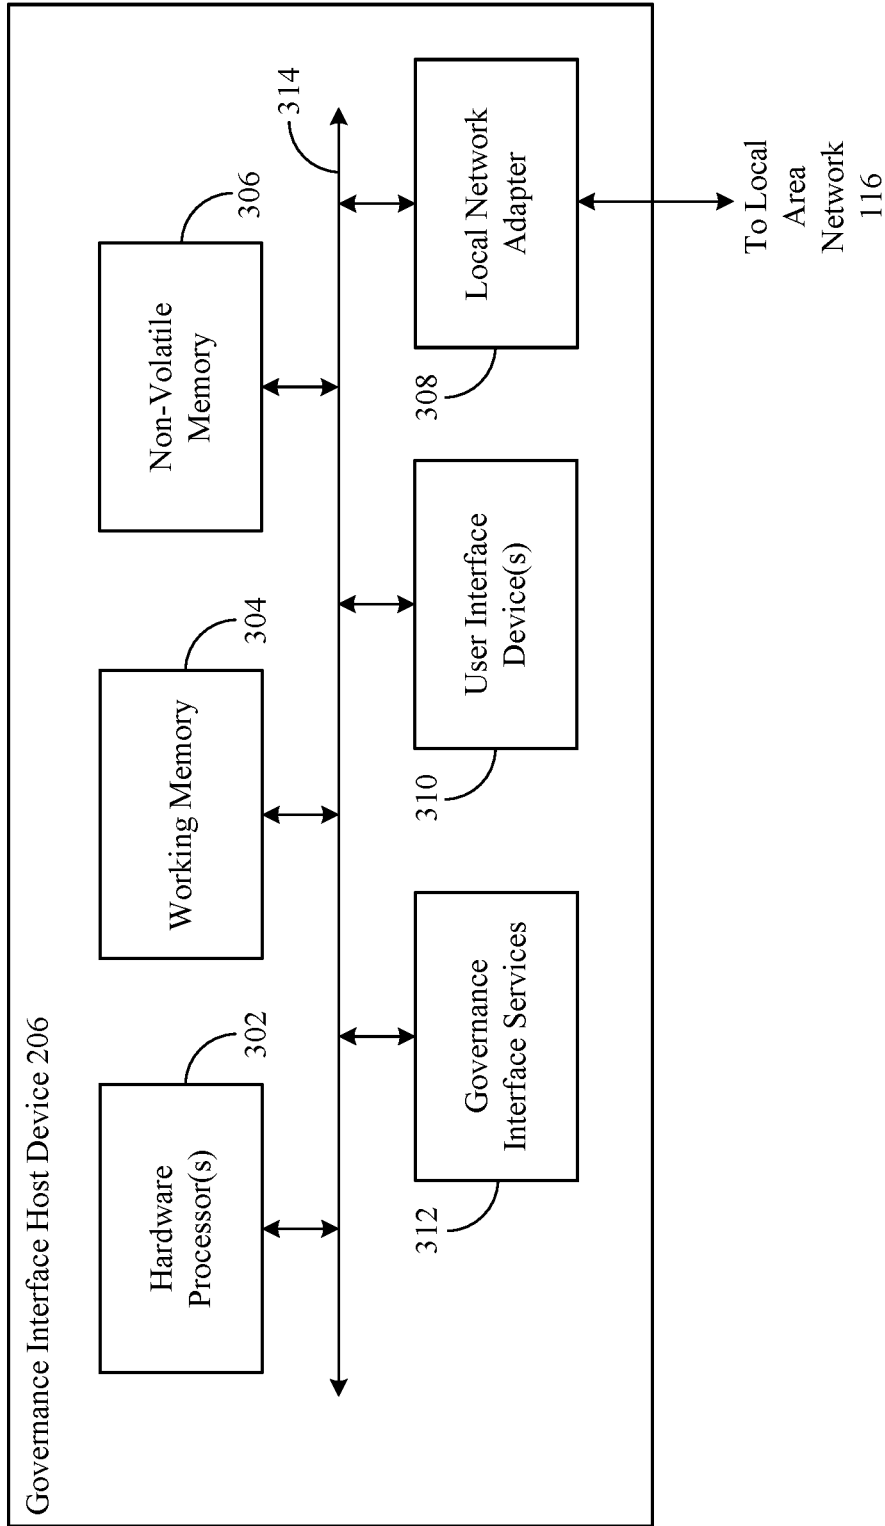 Governance Interface Host Device 206
Hardware
Processor(s)
302
Working Memory
304
Non-Volatile
Memory
306
314
Governance
Interface Services
312
User Interface
Device(s)
310
Local Network
Adapter
308
To Local
Area
Network
116